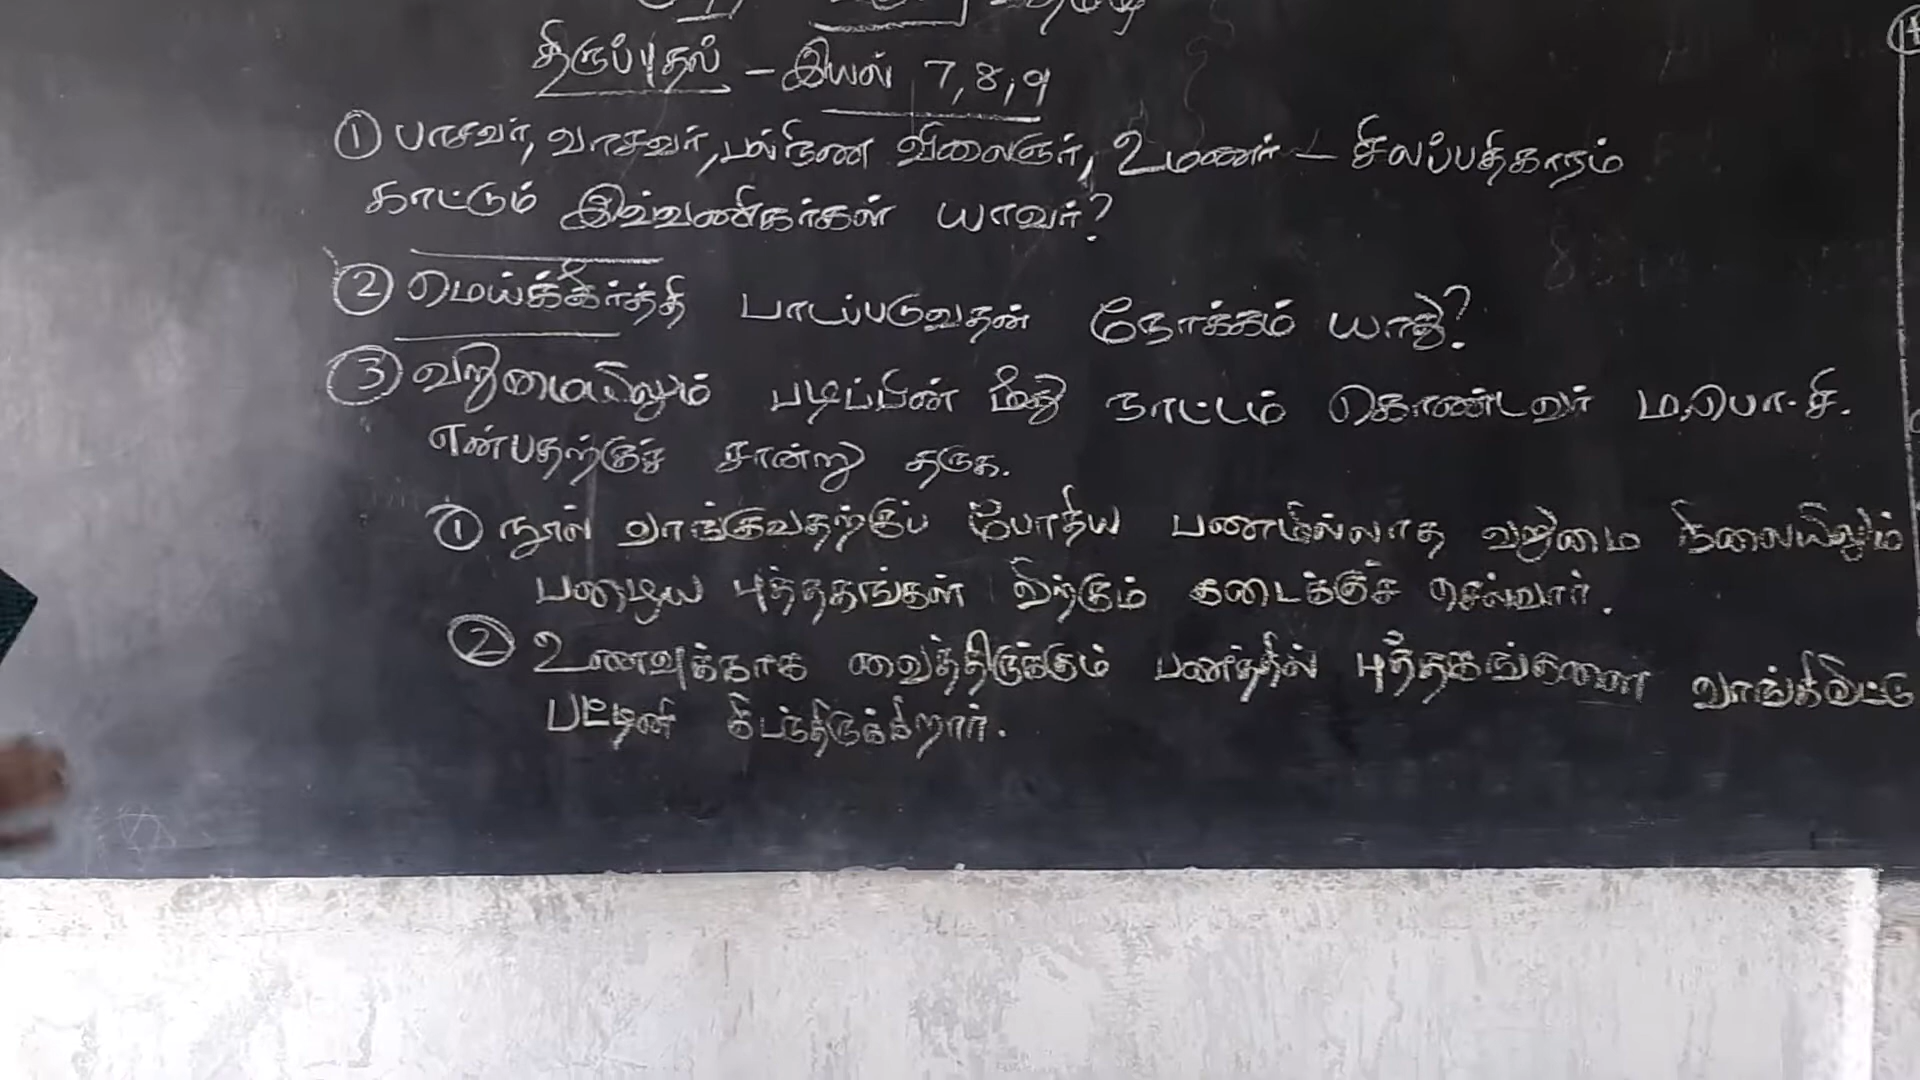 திருப்புதல் - இயல் 7,8,9
① பாசவர், வாசவர், பல்நிண விலைஞர், உமணர் - சிலப்பதிகாரம்
காட்டும் இவ்வணிகர்கள் யாவர்?
② மெய்க்கீர்த்தி பாடப்படுவதன் நோக்கம் யாது?
③ வறுமையிலும் படிப்பின் மீது நாட்டம் கொண்டவர் ம.பொ.சி.
என்பதற்குச் சான்று தருக.
① நூல் வாங்குவதற்குப் போதிய பணமில்லாத வறுமை நிலையிலும்
பழைய புத்தகங்கள் விற்கும் கடைக்குச் செல்வார்.
② உணவுக்காக வைத்திருக்கும் பணத்தில் புத்தகங்களை வாங்கிவிட்டு
பட்டினி கிடந்திருக்கிறார்.